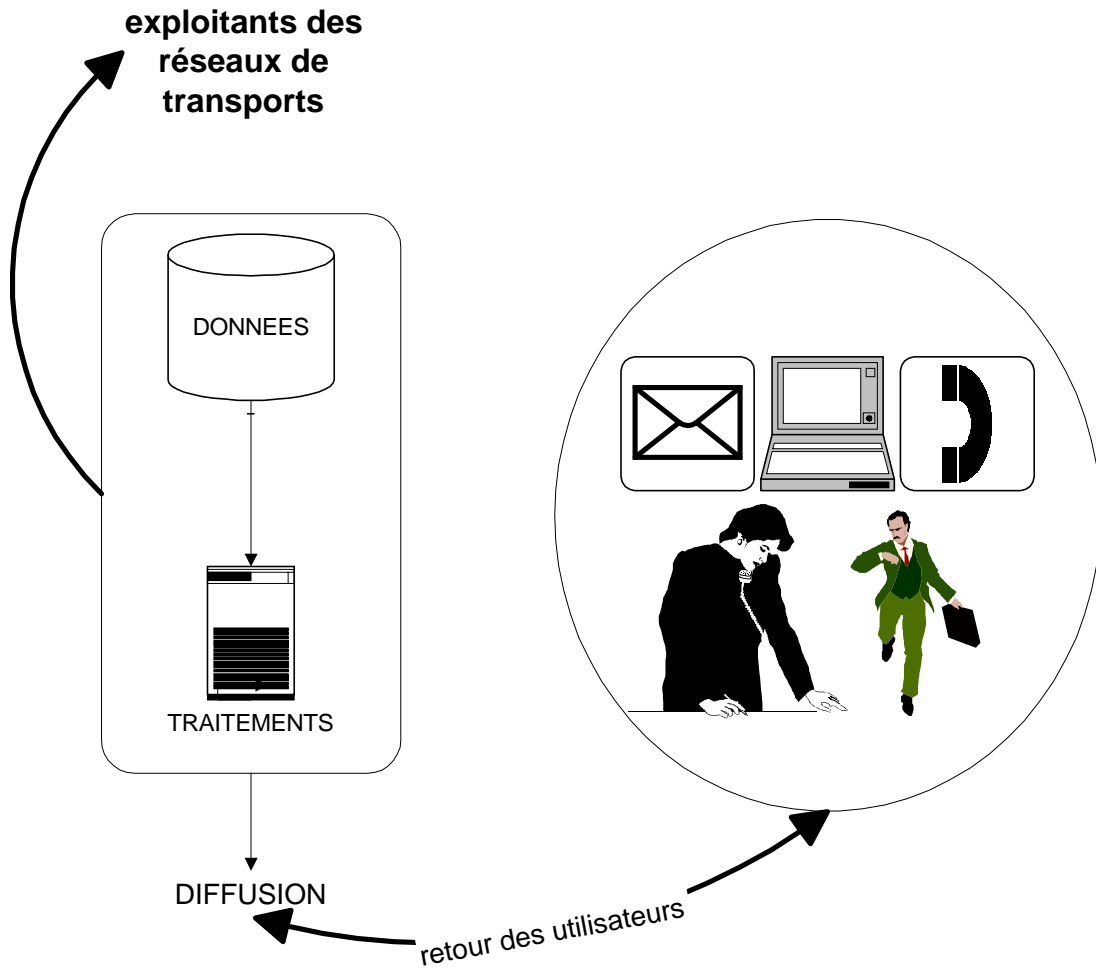 exploitants des
réseaux de
transports
DONNEES
TRAITEMENTS
DIFFUSION
retour des utilisateurs